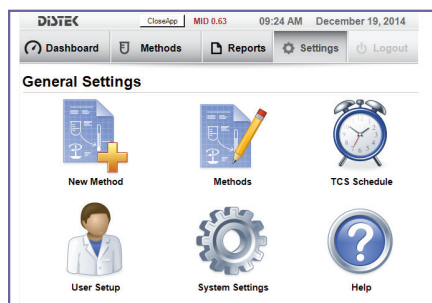 DiSTEK CloseApp MID 0.63 09:24 AM December 19, 2014
Dashboard Methods Reports Settings Logout
General Settings
New Method Methods TCS Schedule
User Setup System Settings Help